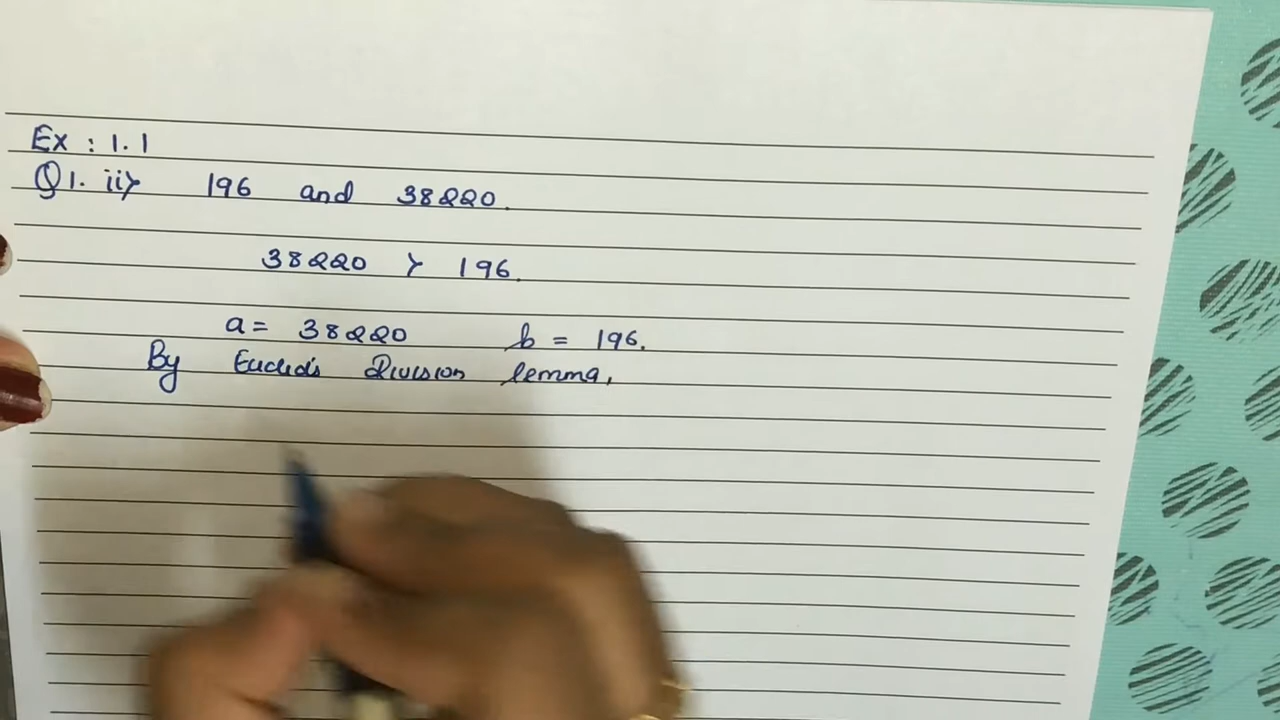 Ex : 1.1
Q1. ii> 196 and 38220.
38220 > 196.
a = 38220 b = 196.
By Euclid's Division lemma,